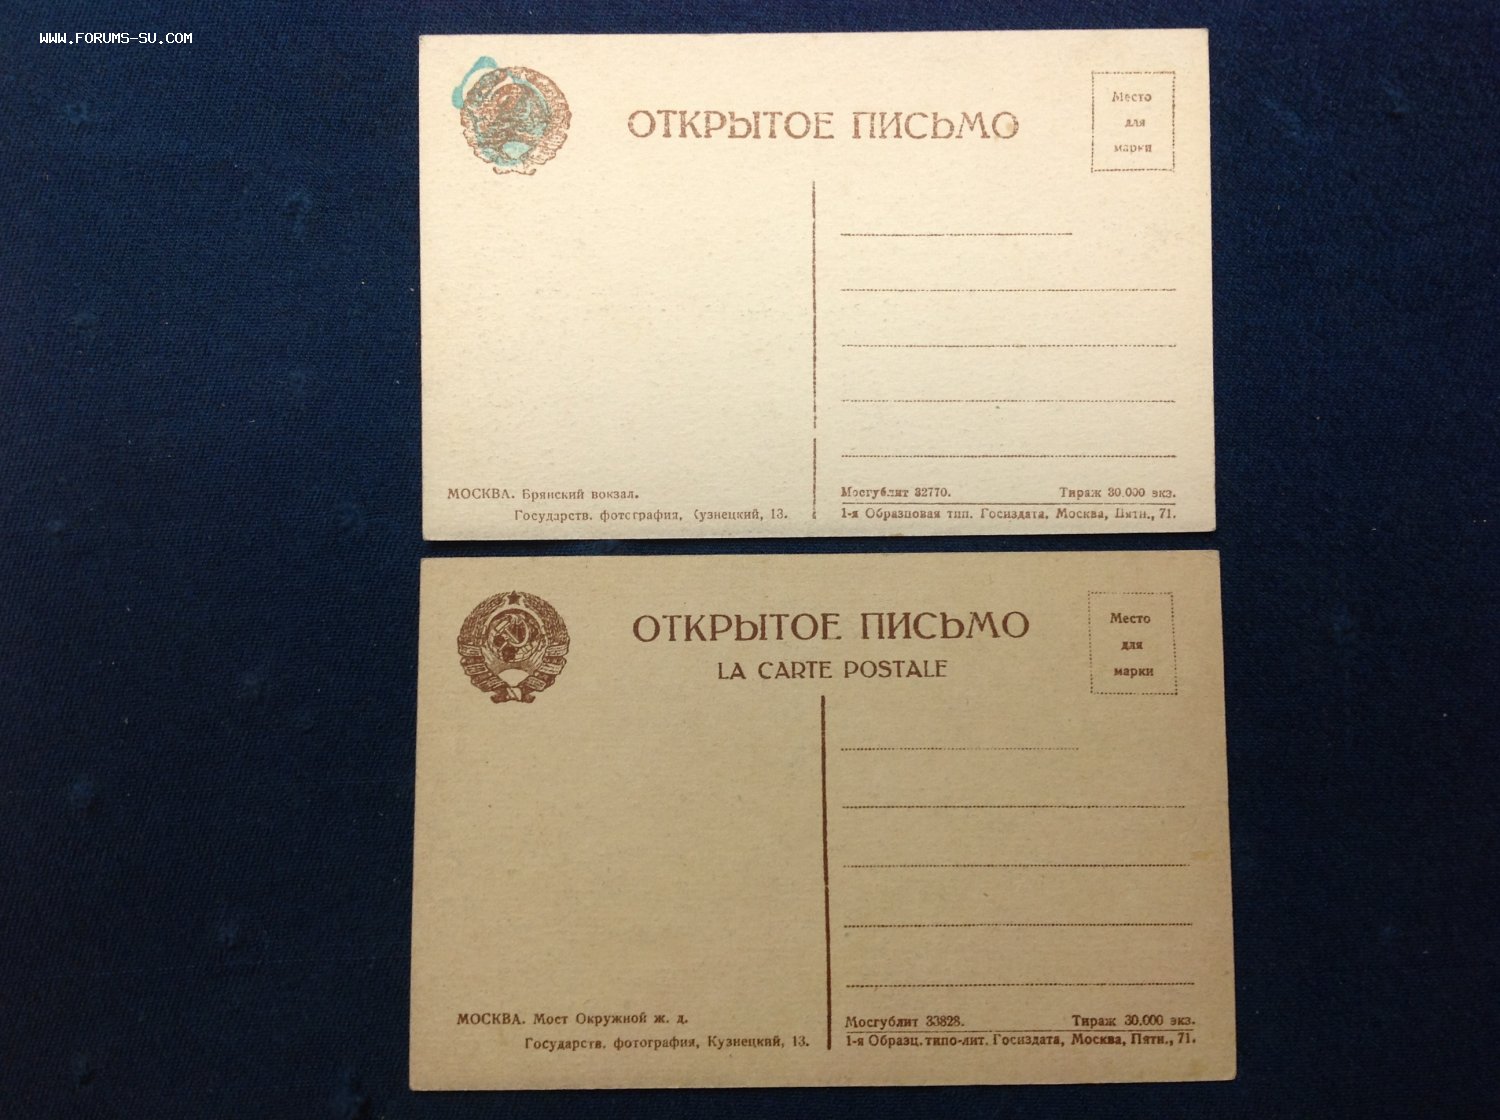 WWW.FORUMS-SU.COM
ОТКРЫТОЕ ПИСЬМО
Место
для
марки
МОСКВА. Брянский вокзал.
Государств. фотография, Кузнецкий, 13.
Мосгублит 32770. Тираж 30.000 экз.
1-я Образцовая тип. Госиздата, Москва, Пятн., 71.
ОТКРЫТОЕ ПИСЬМО
LA CARTE POSTALE
Место
для
марки
МОСКВА. Мост Окружной ж. д.
Государств. фотография, Кузнецкий, 13.
Мосгублит 33828. Тираж 30.000 экз.
1-я Образц. типо-лит. Госиздата, Москва, Пятн., 71.